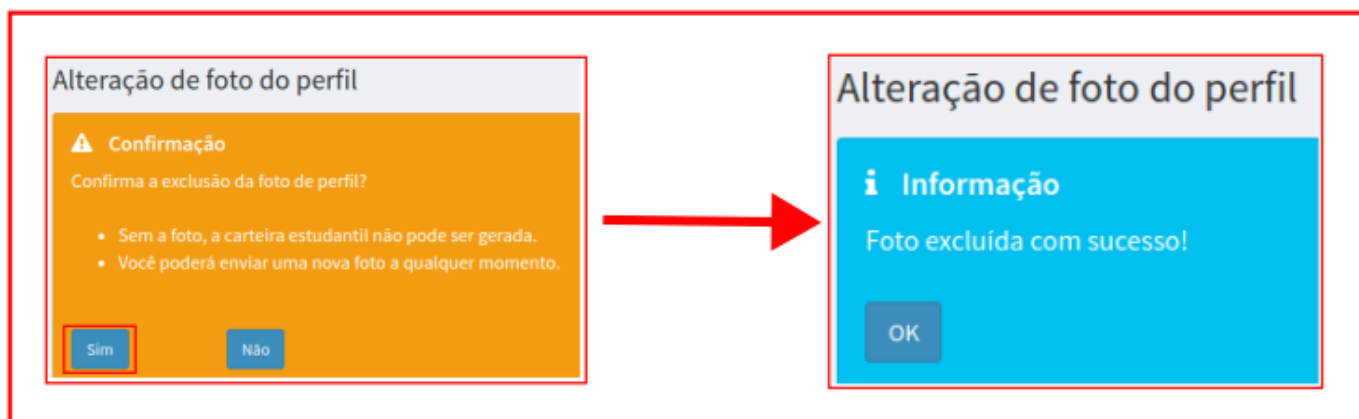 Alteração de foto do perfil
Confirmação
Confirma a exclusão da foto de perfil?
• Sem a foto, a carteira estudantil não pode ser gerada.
• Você poderá enviar uma nova foto a qualquer momento.
Sim
Não
Alteração de foto do perfil
Informação
Foto excluída com sucesso!
OK